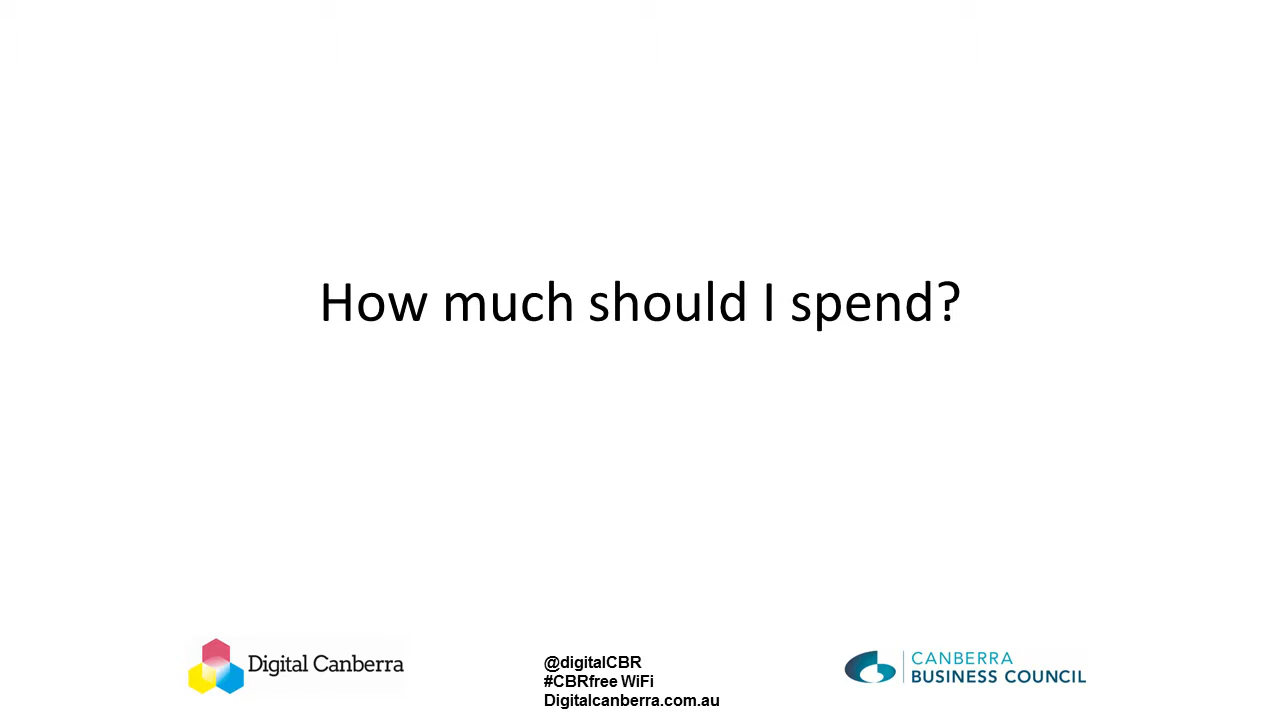 How much should I spend?
Digital Canberra
@digitalCBR
#CBRfree WiFi
Digitalcanberra.com.au
CANBERRA
BUSINESS COUNCIL